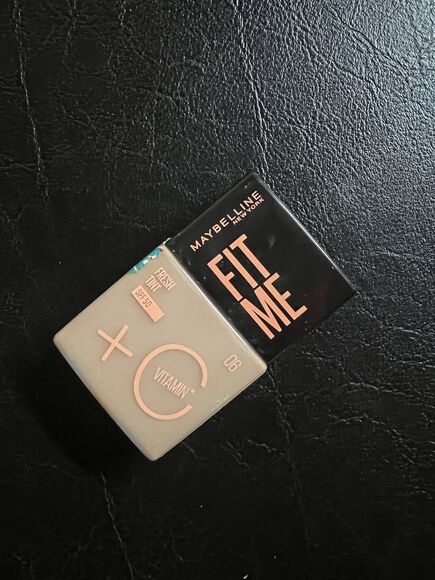 MAYBELLINE
NEW YORK
FIT
ME
FRESH
TINT
SPF 50
+
C
VITAMIN*
06